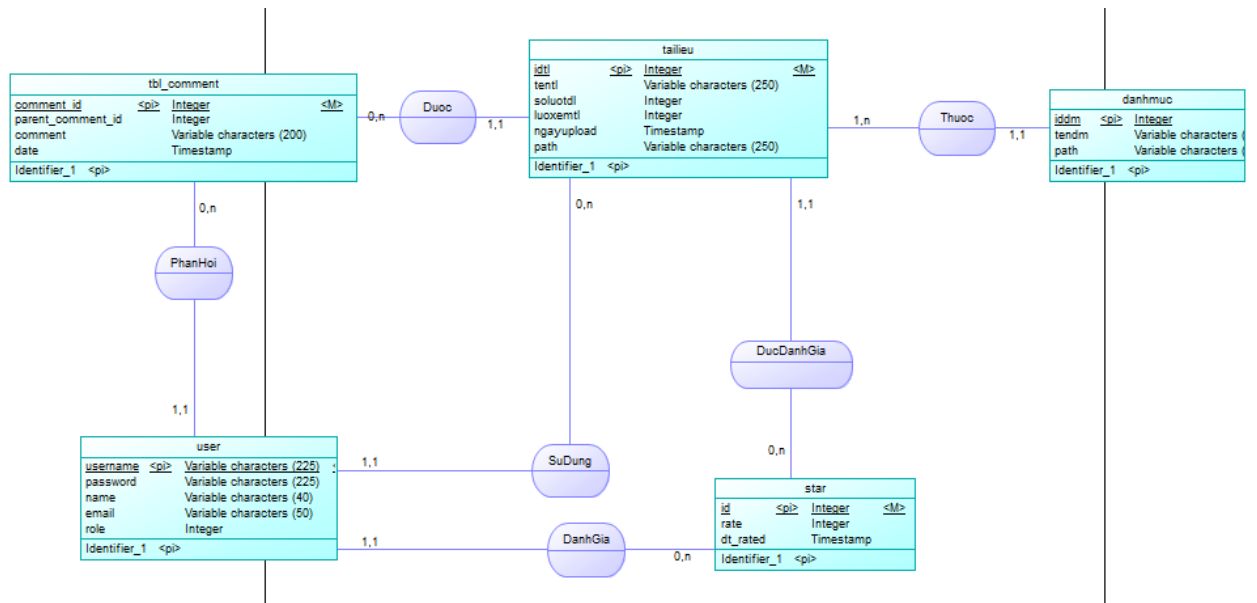 tbl_comment
comment_id <pi> Integer <M>
parent_comment_id Integer
comment Variable characters (200)
date Timestamp
Identifier_1 <pi>
0,n
Duoc
1,1
tailieu
idtl <pi> Integer <M>
tentl Variable characters (250)
soluotdl Integer
luoxemtl Integer
ngayupload Timestamp
path Variable characters (250)
Identifier_1 <pi>
1,n
Thuoc
1,1
danhmuc
iddm <pi> Integer
tendm Variable characters (
path Variable characters (
Identifier_1 <pi>
0,n
PhanHoi
1,1
0,n
1,1
DucDanhGia
0,n
user
username <pi> Variable characters (225) <
password Variable characters (225)
name Variable characters (40)
email Variable characters (50)
role Integer
Identifier_1 <pi>
1,1
SuDung
1,1
DanhGia
0,n
star
id <pi> Integer <M>
rate Integer
dt_rated Timestamp
Identifier_1 <pi>